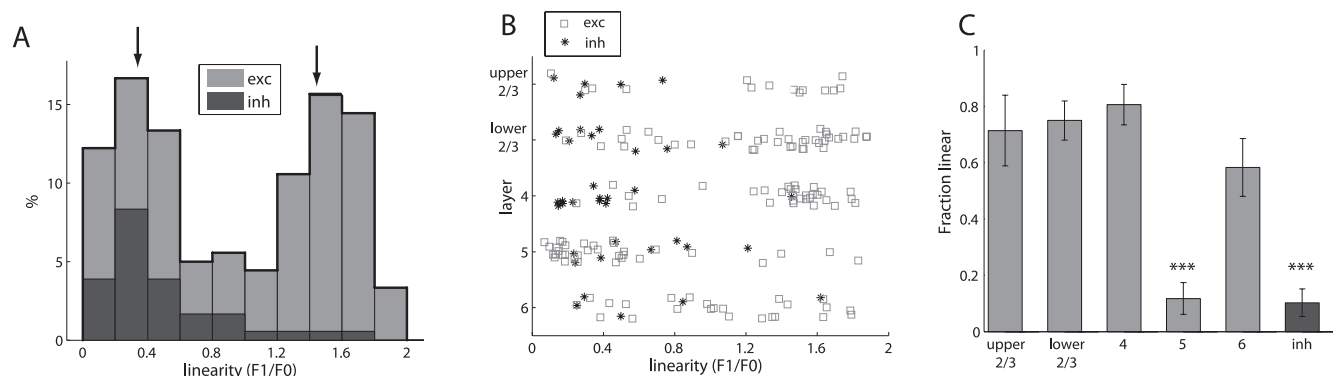 A
exc
inh
15
10
5
0
%
0
0.4
0.8
1.2
1.6
2
linearity (F1/F0)
B
exc
inh
upper
2/3
lower
2/3
4
5
6
layer
0
0.4
0.8
1.2
1.6
2
linearity (F1/F0)
C
1
0.8
0.6
0.4
0.2
0
Fraction linear
***
***
upper
2/3
lower
2/3
4
5
6
inh